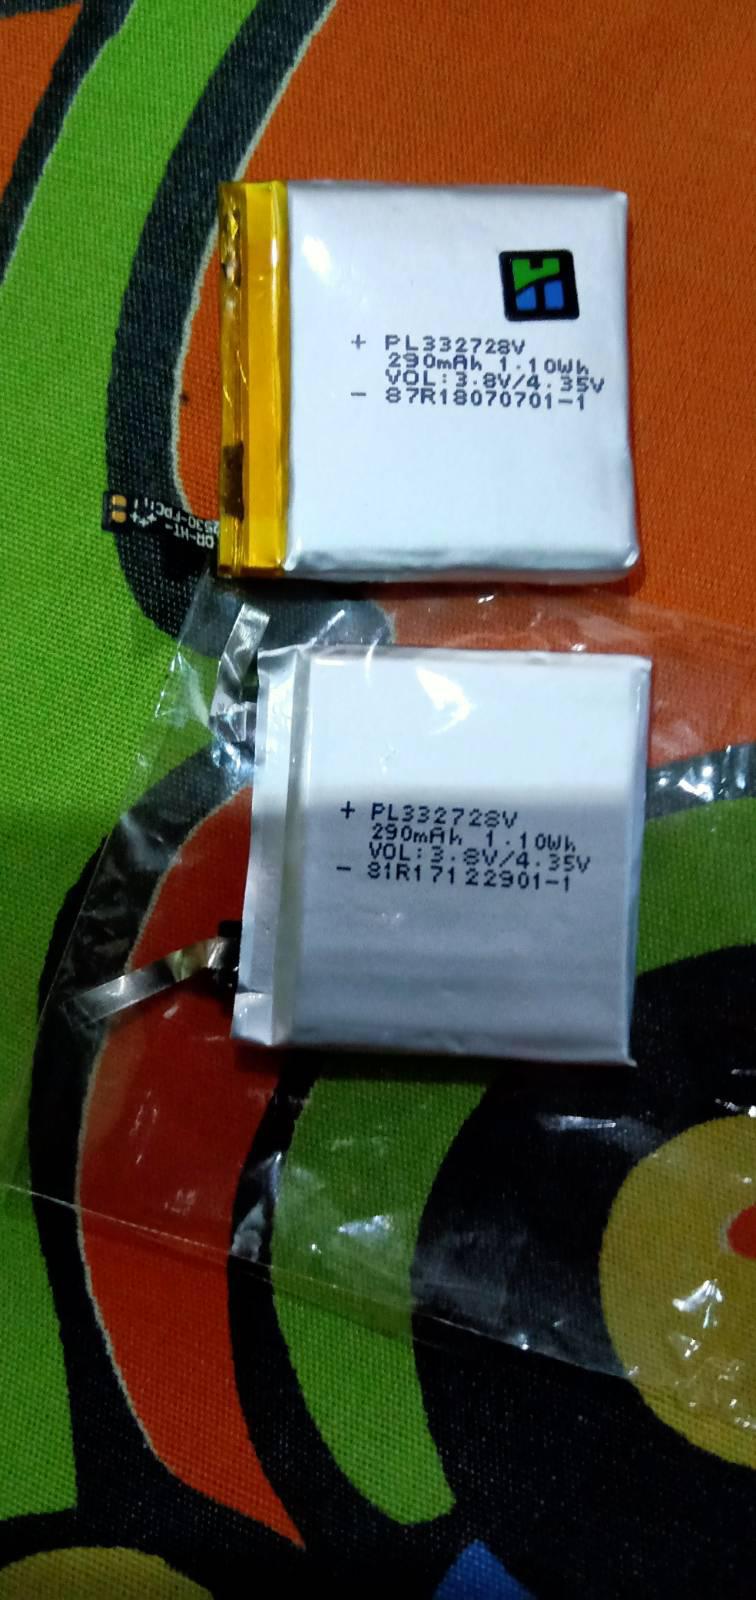 + PL332728V
290mAh 1.10Wh
VOL:3.8V/4.35V
- 87R18070701-1
+ PL332728V
290mAh 1.10Wh
VOL:3.8V/4.35V
- 81R17122901-1